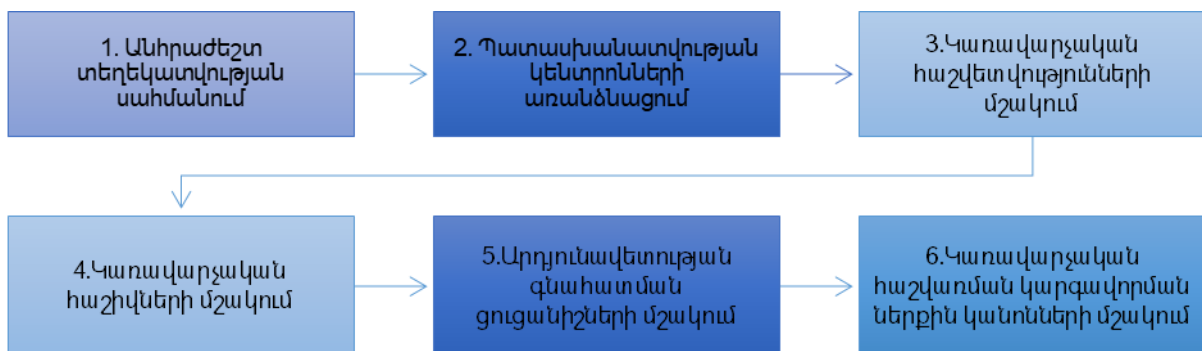 1. Անհրաժեշտ
տեղեկատվության
սահմանում
2. Պատասխանատվության
կենտրոնների
առանձնացում
3.Կառավարչական
հաշվետվությունների
մշակում
4.Կառավարչական
հաշիվների մշակում
5.Արդյունավետության
գնահատման
ցուցանիշների մշակում
6.Կառավարչական
հաշվառման կարգավորման
ներքին կանոնների մշակում